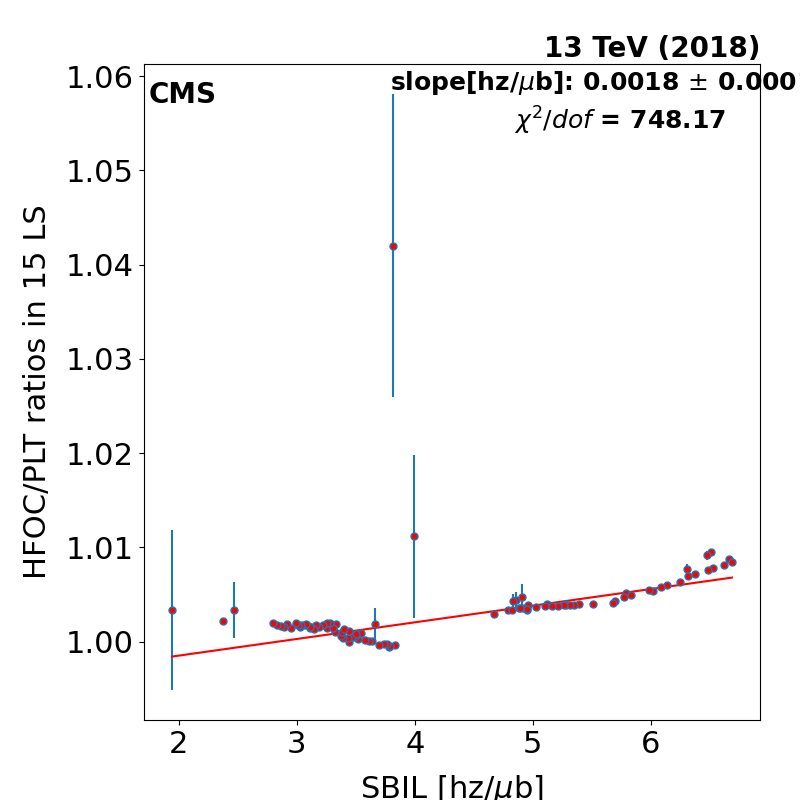 13 TeV (2018)
CMS
slope[hz/μb]: 0.0018 ± 0.000
χ²/dof = 748.17
1.06
1.05
1.04
1.03
1.02
1.01
1.00
HFOC/PLT ratios in 15 LS
2 3 4 5 6
SBIL [hz/μb]